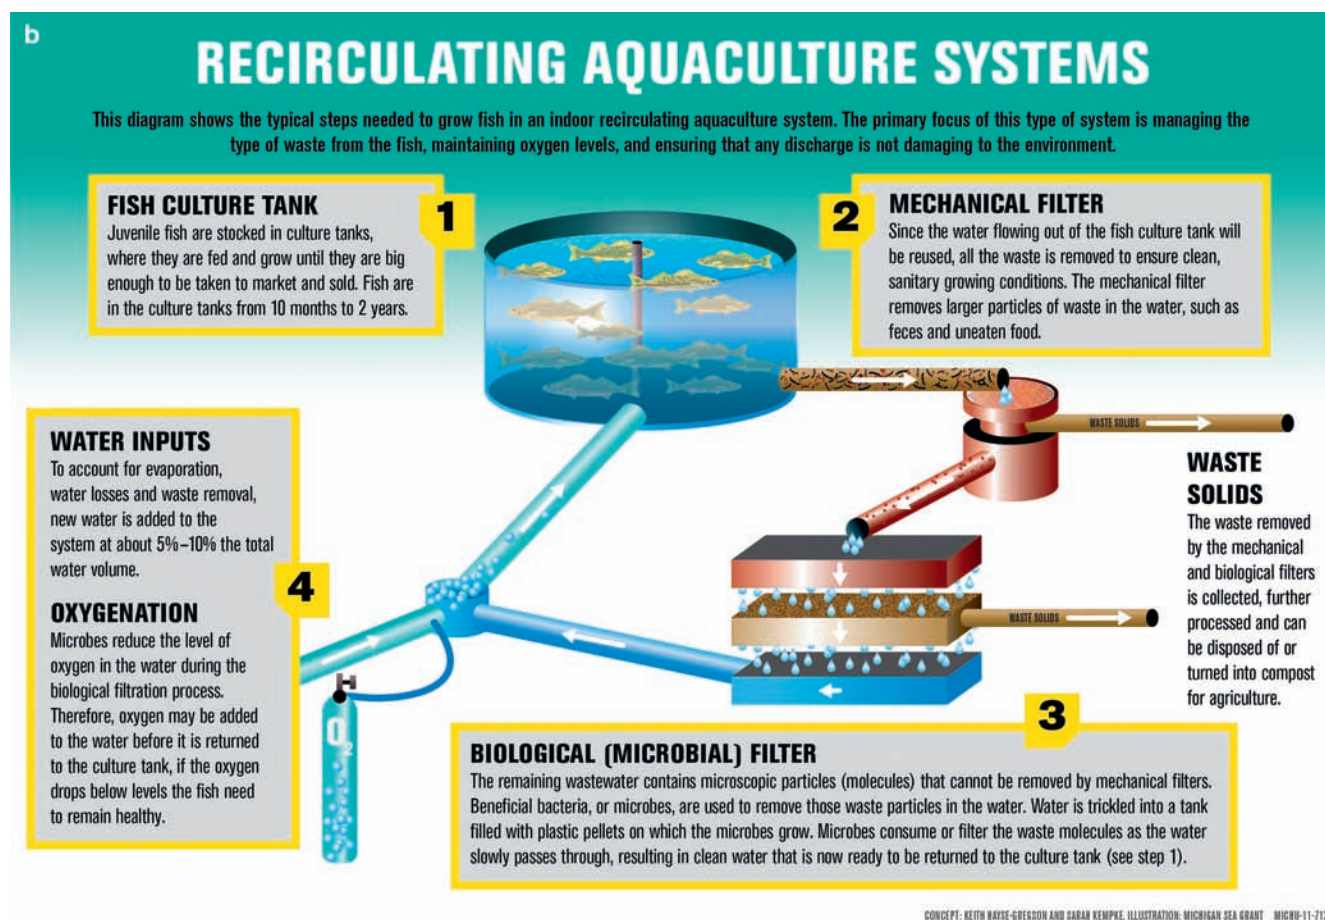 b
RECIRCULATING AQUACULTURE SYSTEMS
This diagram shows the typical steps needed to grow fish in an indoor recirculating aquaculture system. The primary focus of this type of system is managing the
type of waste from the fish, maintaining oxygen levels, and ensuring that any discharge is not damaging to the environment.
FISH CULTURE TANK
Juvenile fish are stocked in culture tanks,
where they are fed and grow until they are big
enough to be taken to market and sold. Fish are
in the culture tanks from 10 months to 2 years.
1
2
MECHANICAL FILTER
Since the water flowing out of the fish culture tank will
be reused, all the waste is removed to ensure clean,
sanitary growing conditions. The mechanical filter
removes larger particles of waste in the water, such as
feces and uneaten food.
WASTE SOLIDS
WASTE
SOLIDS
The waste removed
by the mechanical
and biological filters
is collected, further
processed and can
be disposed of or
turned into compost
for agriculture.
WASTE SOLIDS
WATER INPUTS
To account for evaporation,
water losses and waste removal,
new water is added to the
system at about 5%–10% the total
water volume.
4
OXYGENATION
Microbes reduce the level of
oxygen in the water during the
biological filtration process.
Therefore, oxygen may be added
to the water before it is returned
to the culture tank, if the oxygen
drops below levels the fish need
to remain healthy.
O2
3
BIOLOGICAL (MICROBIAL) FILTER
The remaining wastewater contains microscopic particles (molecules) that cannot be removed by mechanical filters.
Beneficial bacteria, or microbes, are used to remove those waste particles in the water. Water is trickled into a tank
filled with plastic pellets on which the microbes grow. Microbes consume or filter the waste molecules as the water
slowly passes through, resulting in clean water that is now ready to be returned to the culture tank (see step 1).
CONCEPT: KEITH HAYSE-GREGSON AND SARAH KEMPKE. ILLUSTRATION: MICHIGAN SEA GRANT